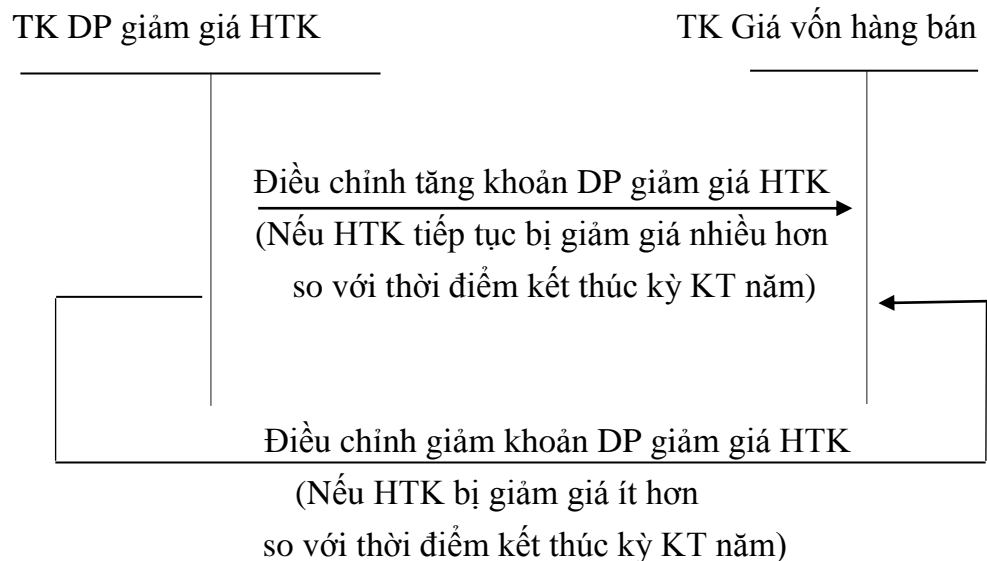 TK DP giảm giá HTK
TK Giá vốn hàng bán
Điều chỉnh tăng khoản DP giảm giá HTK
(Nếu HTK tiếp tục bị giảm giá nhiều hơn
so với thời điểm kết thúc kỳ KT năm)
Điều chỉnh giảm khoản DP giảm giá HTK
(Nếu HTK bị giảm giá ít hơn
so với thời điểm kết thúc kỳ KT năm)